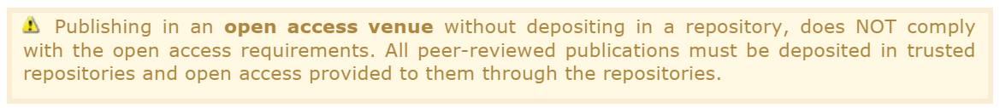 Publishing in an open access venue without depositing in a repository, does NOT comply
with the open access requirements. All peer-reviewed publications must be deposited in trusted
repositories and open access provided to them through the repositories.